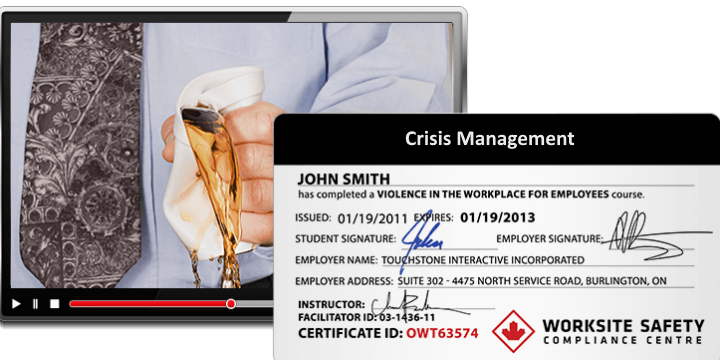 Crisis Management
JOHN SMITH
has completed a VIOLENCE IN THE WORKPLACE FOR EMPLOYEES course.
ISSUED: 01/19/2011 EXPIRES: 01/19/2013
STUDENT SIGNATURE: John EMPLOYER SIGNATURE:
EMPLOYER NAME: TOUCHSTONE INTERACTIVE INCORPORATED
EMPLOYER ADDRESS: SUITE 302 - 4475 NORTH SERVICE ROAD, BURLINGTON, ON
INSTRUCTOR:
FACILITATOR ID: 03-1436-11
CERTIFICATE ID: OWT63574
WORKSITE SAFETY
COMPLIANCE CENTRE